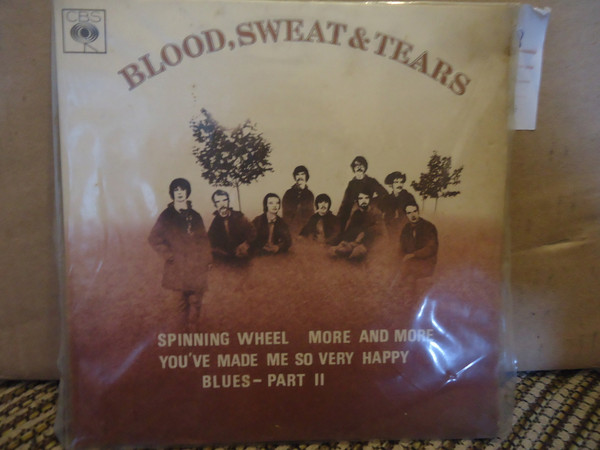 CBS
BLOOD, SWEAT & TEARS
SPINNING WHEEL MORE AND MORE
YOU'VE MADE ME SO VERY HAPPY
BLUES—PART II